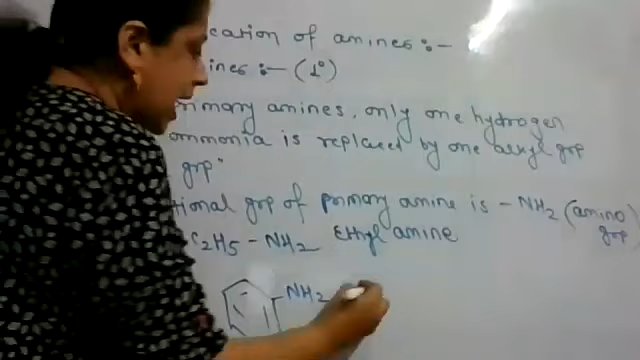 cation of amines :-
ines :- (1°)
rimary amines, only one hydrogen
ammonia is replaced by one alkyl grp
grp"
tional grp of primary amine is - NH2 (amino
grp)
C2H5 - NH2 Ethyl amine
NH2